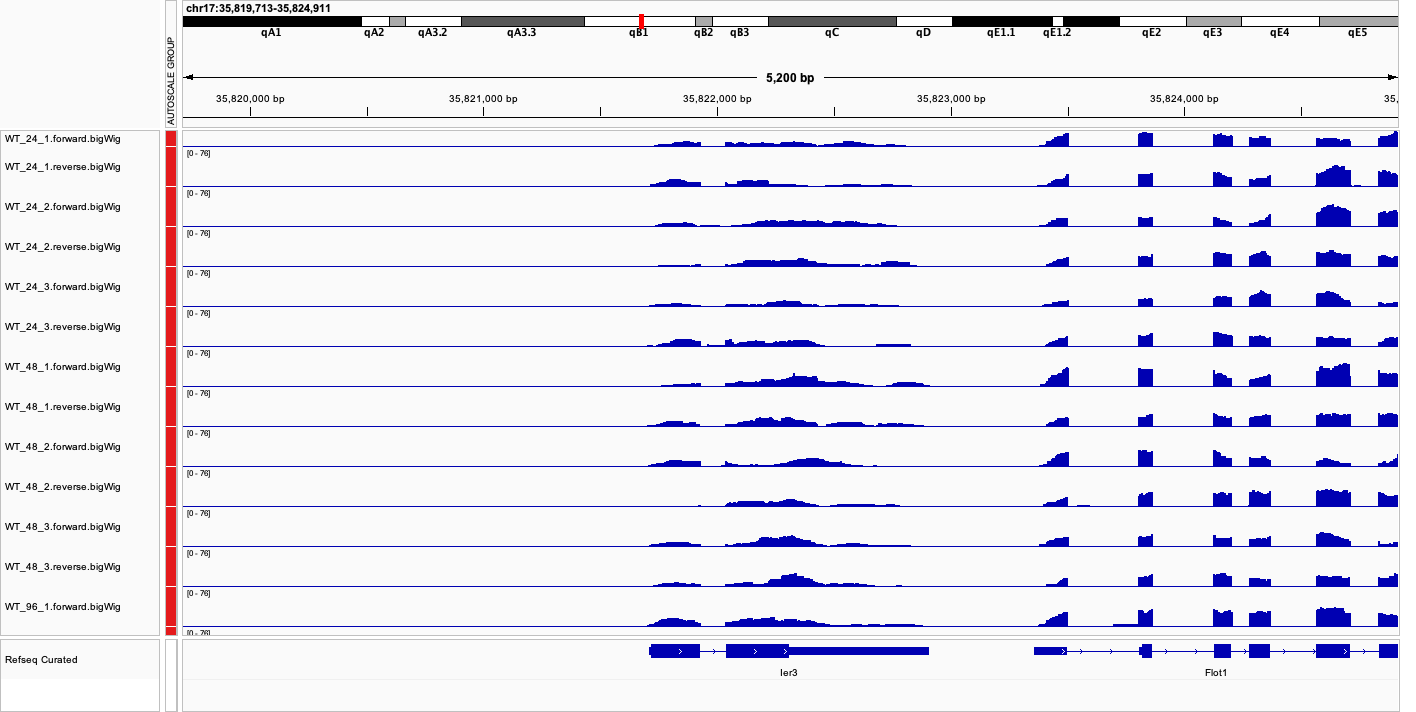 chr17:35,819,713-35,824,911
qA1 qA2 qA3.2 qA3.3 qB1 qB2 qB3 qC qD qE1.1 qE1.2 qE2 qE3 qE4 qE5
AUTOSCALE GROUP
5,200 bp
35,820,000 bp 35,821,000 bp 35,822,000 bp 35,823,000 bp 35,824,000 bp 35,
WT_24_1.forward.bigWig
[0 - 76]
WT_24_1.reverse.bigWig
[0 - 76]
WT_24_2.forward.bigWig
[0 - 76]
WT_24_2.reverse.bigWig
[0 - 76]
WT_24_3.forward.bigWig
[0 - 76]
WT_24_3.reverse.bigWig
[0 - 76]
WT_48_1.forward.bigWig
[0 - 76]
WT_48_1.reverse.bigWig
[0 - 76]
WT_48_2.forward.bigWig
[0 - 76]
WT_48_2.reverse.bigWig
[0 - 76]
WT_48_3.forward.bigWig
[0 - 76]
WT_48_3.reverse.bigWig
[0 - 76]
WT_96_1.forward.bigWig
[0 - 76]
Refseq Curated
Ier3 Flot1